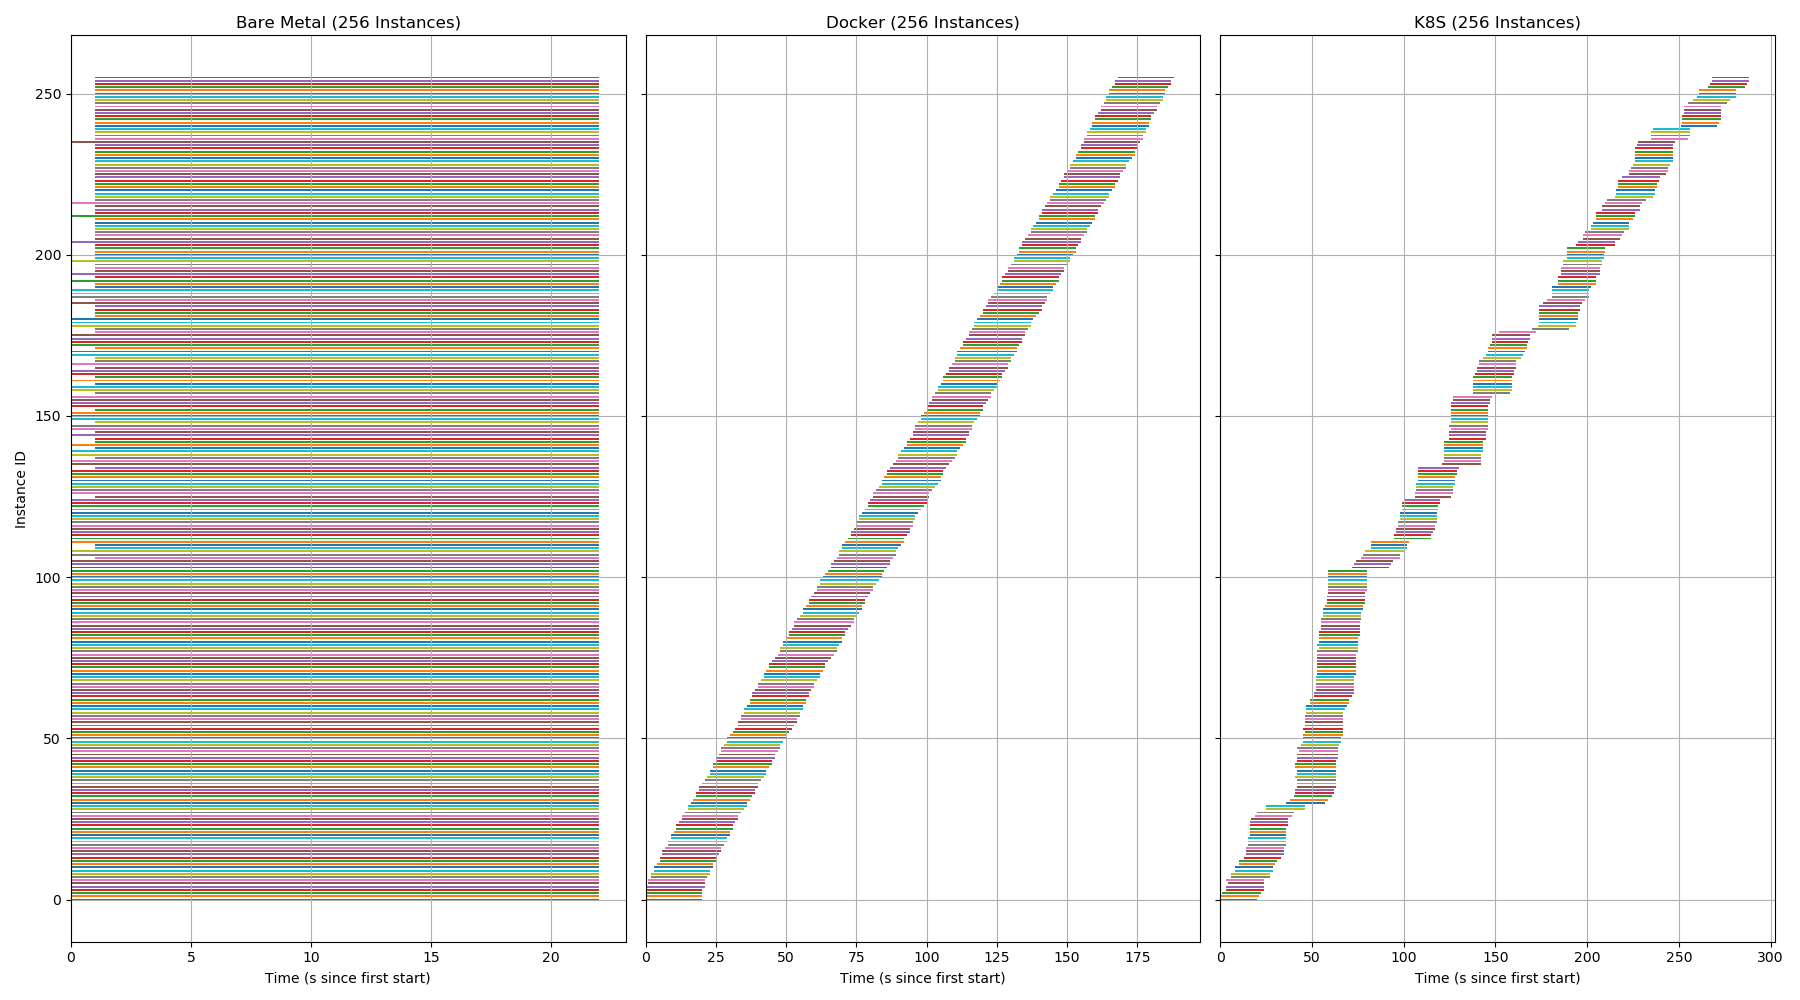 Bare Metal (256 Instances)
Docker (256 Instances)
K8S (256 Instances)
Instance ID
250
200
150
100
50
0
0 5 10 15 20
0 25 50 75 100 125 150 175
0 50 100 150 200 250 300
Time (s since first start)
Time (s since first start)
Time (s since first start)